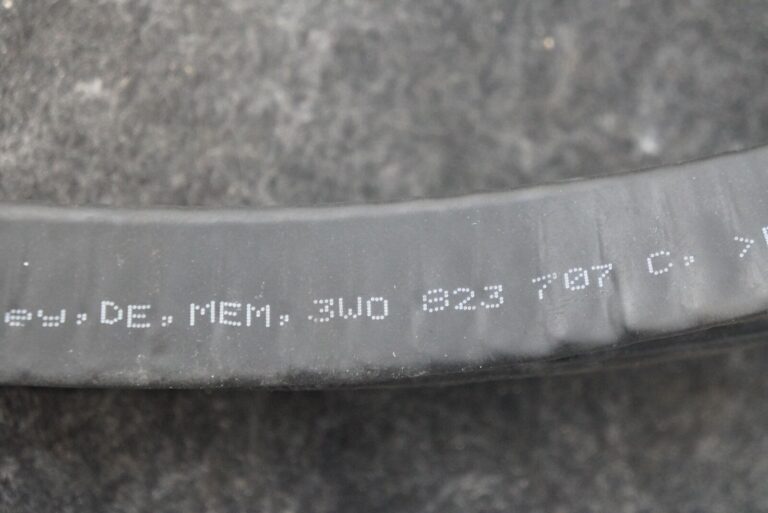 ey,DE,MEM, 3W0 823 707 C, >